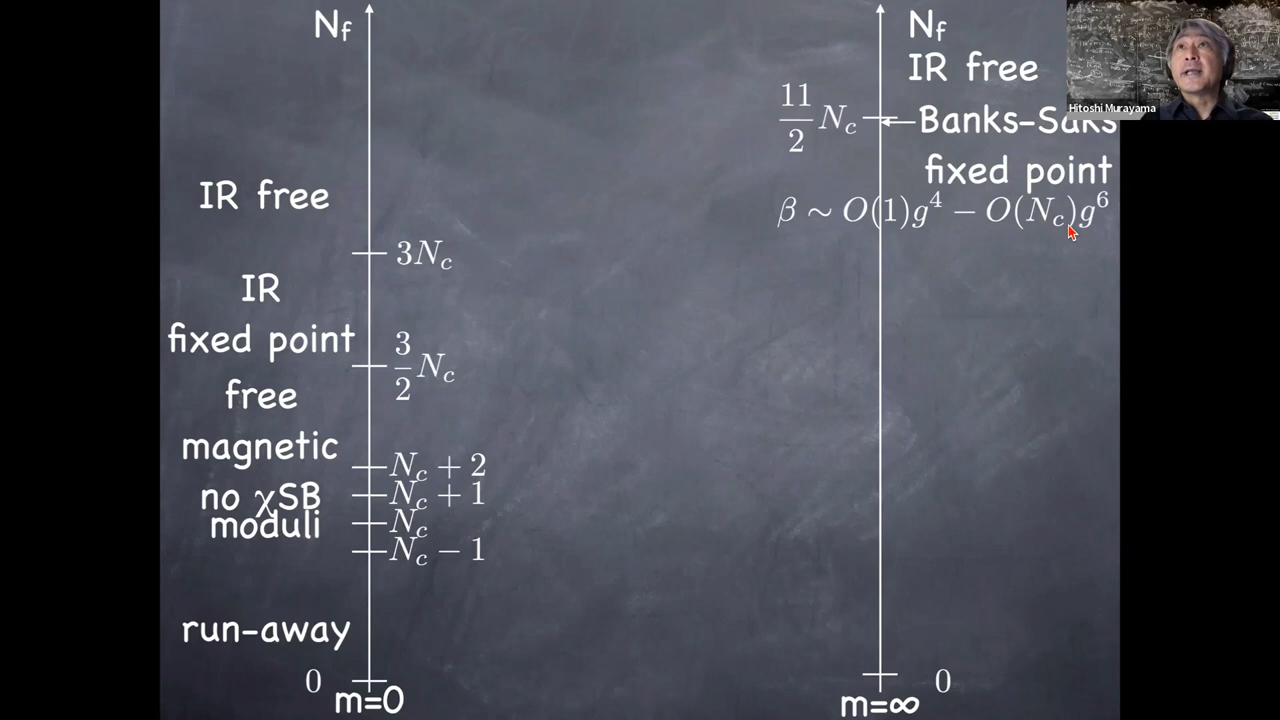 N_f
IR free
3N_c
IR
fixed point
\frac{3}{2}N_c
free
magnetic
N_c + 2
no χSB
N_c + 1
moduli
N_c
N_c − 1
run-away
0
m=0
N_f
IR free
\frac{11}{2}N_c
Banks-Saks
fixed point
β ∼ O(1)g^4 − O(N_c)g^6
0
m=∞
Hitoshi Murayama